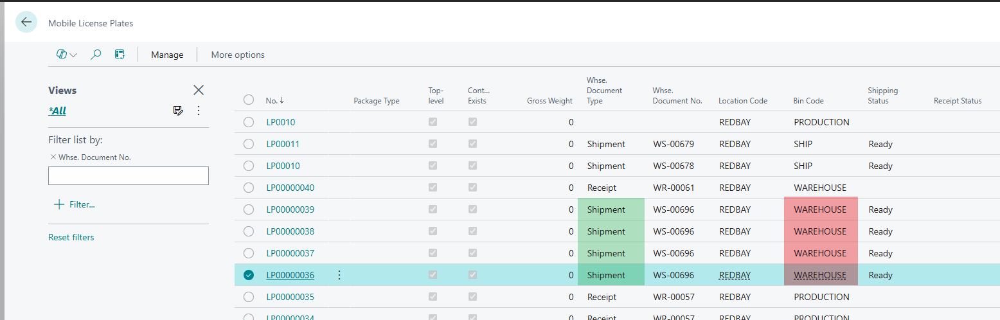 Mobile License Plates
Manage
More options
Views
*All
Filter list by:
× Whse. Document No.
+ Filter...
Reset filters
No. ↓ Package Type Top-level Cont... Exists Gross Weight Whse. Document Type Whse. Document No. Location Code Bin Code Shipping Status Receipt Status
LP0010 0 REDBAY PRODUCTION
LP00011 0 Shipment WS-00679 REDBAY SHIP Ready
LP00010 0 Shipment WS-00678 REDBAY SHIP Ready
LP00000040 0 Receipt WR-00061 REDBAY WAREHOUSE
LP00000039 0 Shipment WS-00696 REDBAY WAREHOUSE Ready
LP00000038 0 Shipment WS-00696 REDBAY WAREHOUSE Ready
LP00000037 0 Shipment WS-00696 REDBAY WAREHOUSE Ready
LP00000036 0 Shipment WS-00696 REDBAY WAREHOUSE Ready
LP00000035 0 Receipt WR-00057 REDBAY PRODUCTION
LP00000034 0 Receipt WR-00057 REDBAY PRODUCTION